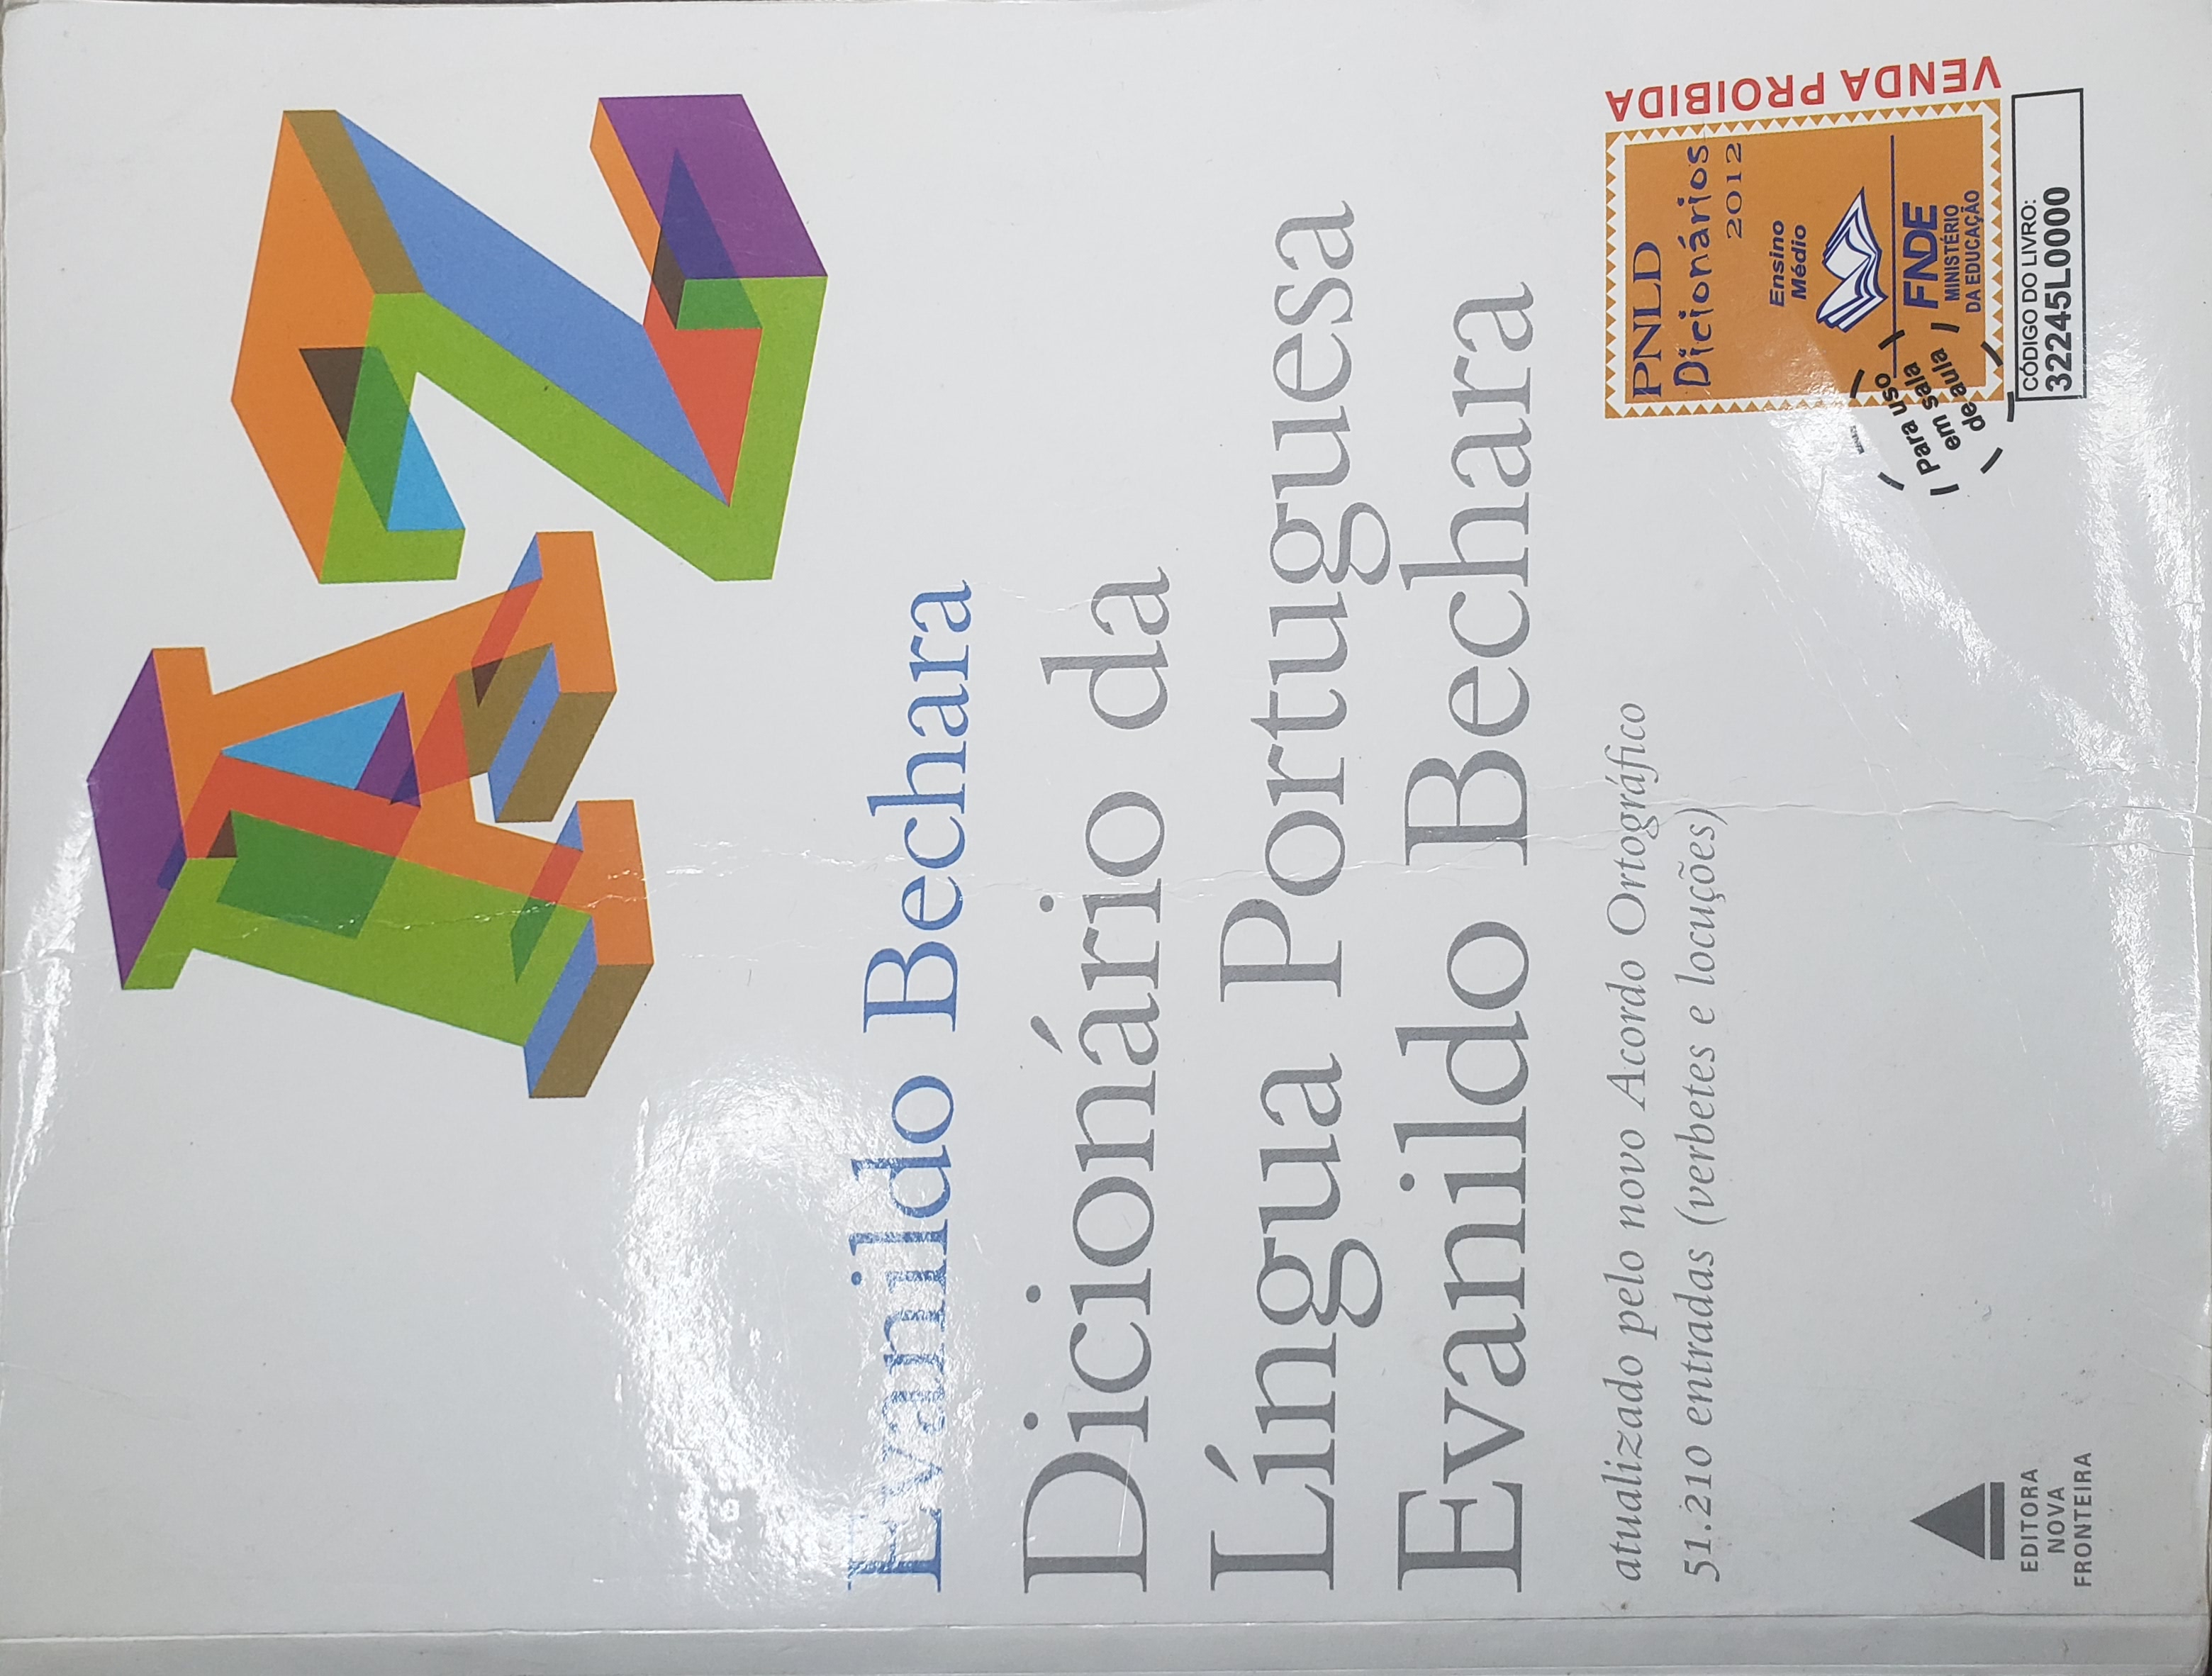 AZ
Evanildo Bechara
Dicionário da
Língua Portuguesa
Evanildo Bechara
atualizado pelo novo Acordo Ortográfico
51.210 entradas (verbetes e locuções)
PNLD
Dicionários
2012
Ensino
Médio
FNDE
MINISTÉRIO
DA EDUCAÇÃO
VENDA PROIBIDA
Para uso
em sala
de aula
CÓDIGO DO LIVRO:
32245L0000
EDITORA
NOVA
FRONTEIRA